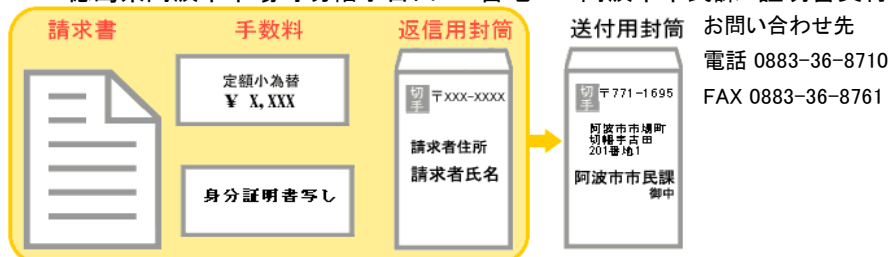 請求書
手数料
返信用封筒
送付用封筒
お問い合わせ先
電話 0883-36-8710
FAX 0883-36-8761
定額小為替
¥ X,XXX
身分証明書写し
切手
〒xxx-xxxx
請求者住所
請求者氏名
切手
〒771-1695
阿波市市場町
切幡字古田
201番地1
阿波市市民課
御中